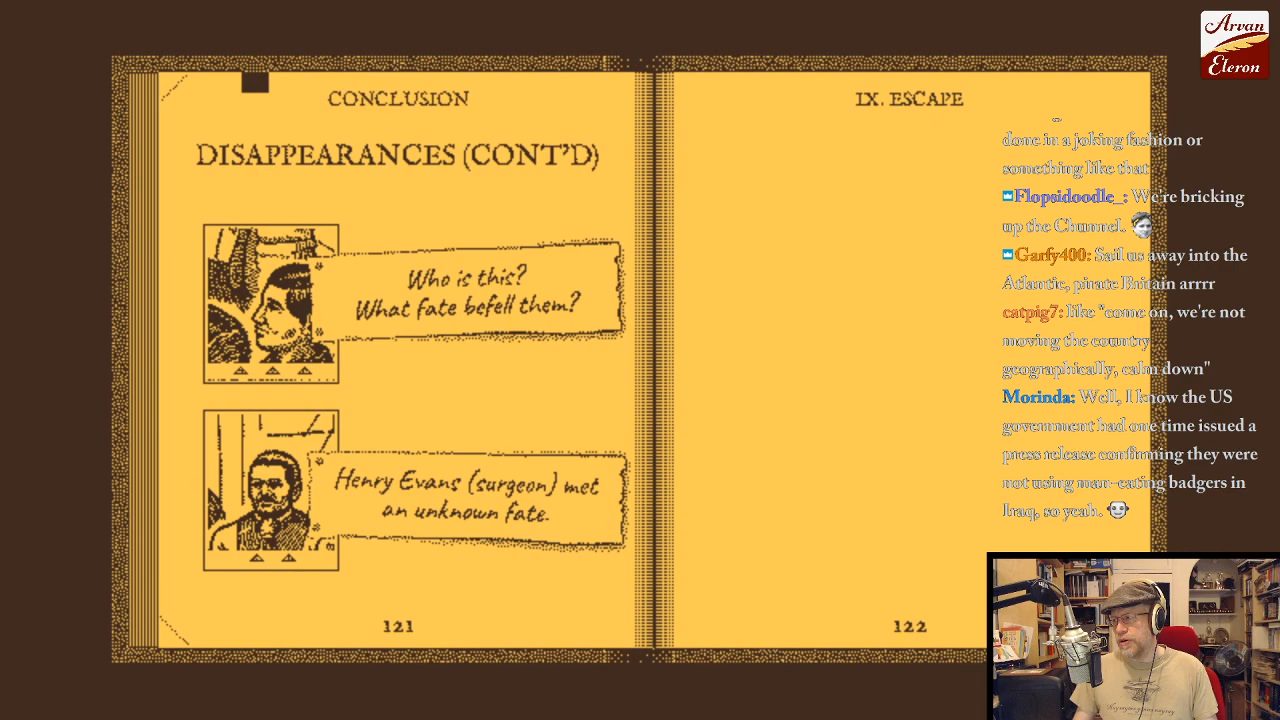 Arvan
Eleron
CONCLUSION
DISAPPEARANCES (CONT'D)
Who is this?
What fate befell them?
Henry Evans (surgeon) met
an unknown fate.
121
IX. ESCAPE
122
done in a joking fashion or
something like that
Flopsidoodle_: We're bricking
up the Chunnel.
Garfy400: Sail us away into the
Atlantic, pirate Britain arrrr
catpig7: like "come on, we're not
moving the country
geographically, calm down"
Morinda: Well, I know the US
government had one time issued a
press release confirming they were
not using man-eating badgers in
Iraq, so yeah.